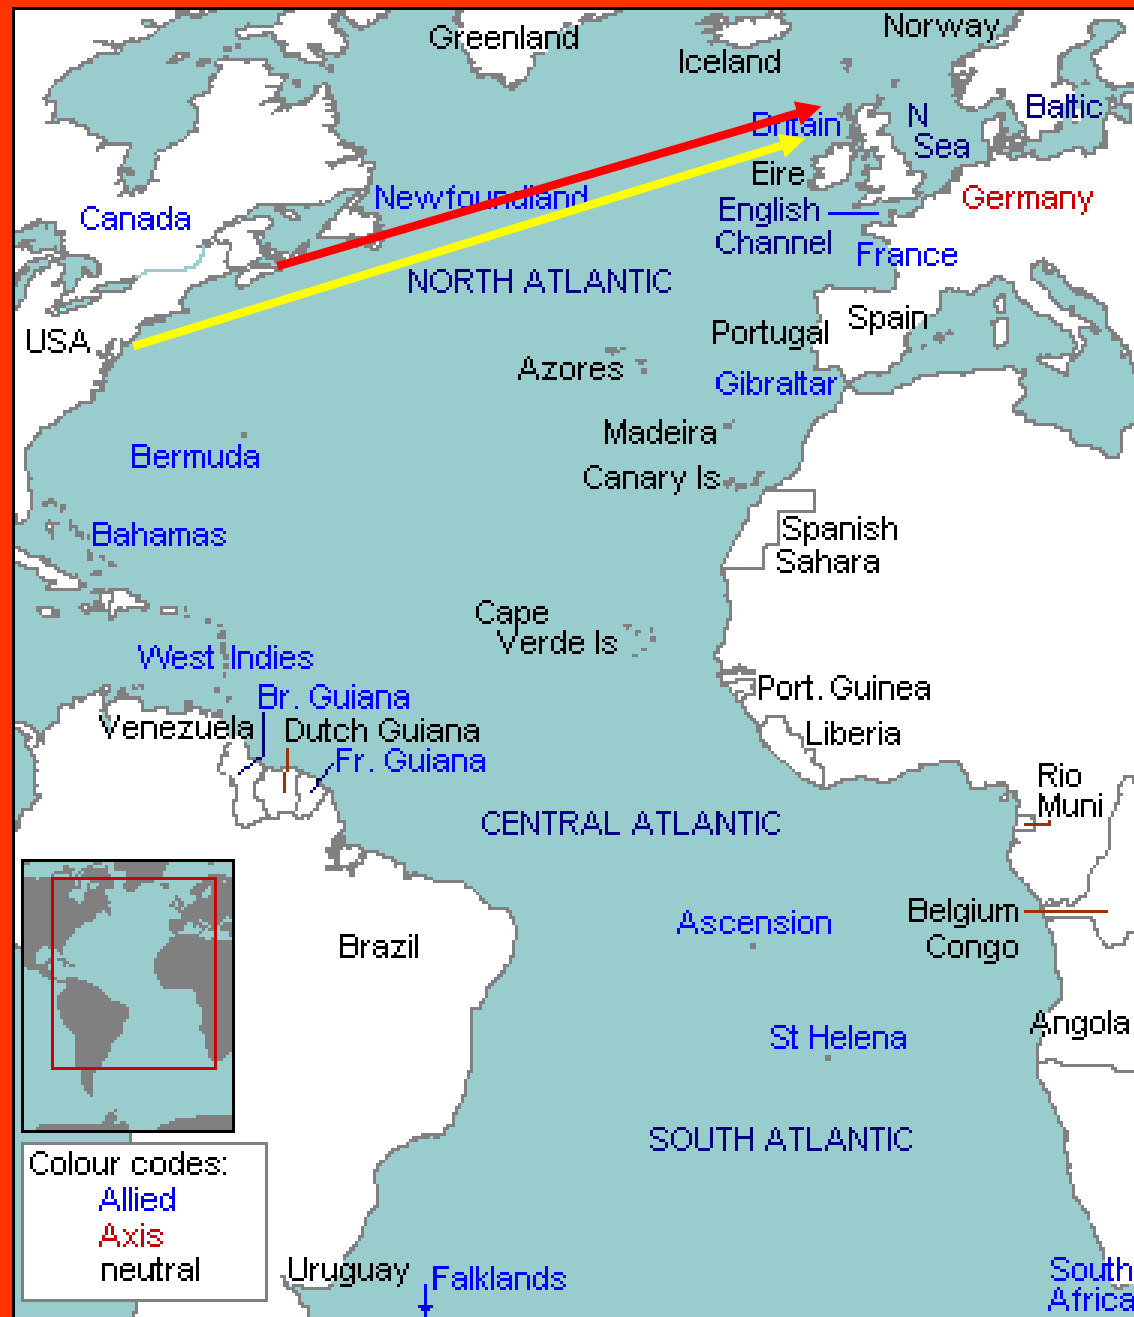 Greenland
Norway
Iceland
Baltic
N
Sea
Britain
Eire
Newfoundland
Germany
Canada
English
Channel
France
NORTH ATLANTIC
USA
Portugal
Spain
Azores
Gibraltar
Madeira
Bermuda
Canary Is
Bahamas
Spanish
Sahara
Cape
Verde Is
West Indies
Port. Guinea
Br. Guiana
Venezuela
Dutch Guiana
Liberia
Fr. Guiana
Rio
Muni
CENTRAL ATLANTIC
Belgium
Congo
Ascension
Brazil
Angola
St Helena
SOUTH ATLANTIC
Colour codes:
Allied
Axis
neutral
Uruguay
Falklands
South
Africa